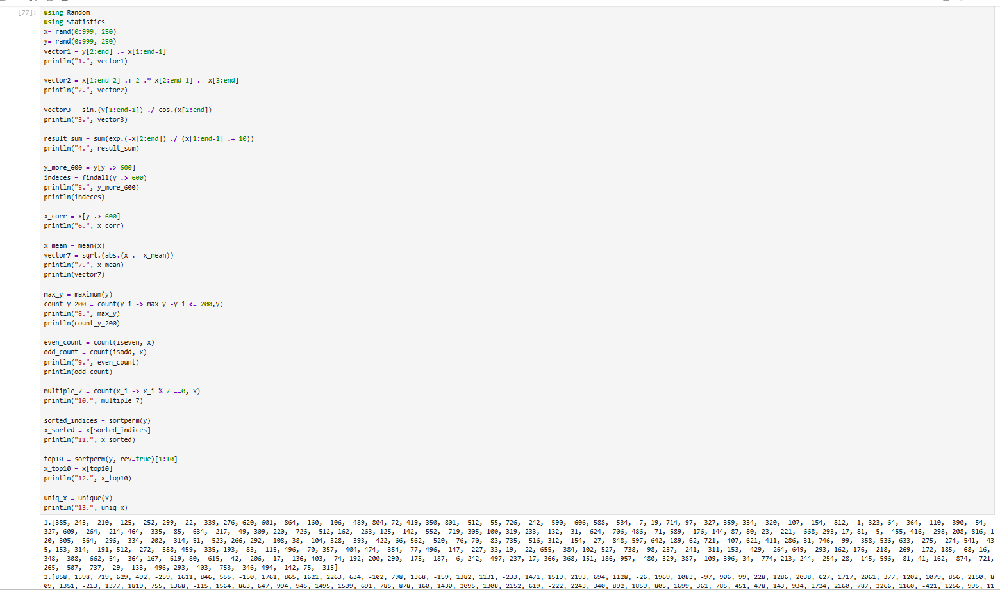 [77]:
using Random
using Statistics
x= rand(0:999, 250)
y= rand(0:999, 250)
vector1 = y[2:end] .- x[1:end-1]
println("1.", vector1)
vector2 = x[1:end-2] .+ 2 .* x[2:end-1] .- x[3:end]
println("2.", vector2)
vector3 = sin.(y[1:end-1]) ./ cos.(x[2:end])
println("3.", vector3)
result_sum = sum(exp.(-x[2:end]) ./ (x[1:end-1] .+ 10))
println("4.", result_sum)
y_more_600 = y[y .> 600]
indeces = findall(y .> 600)
println("5.", y_more_600)
println(indeces)
x_corr = x[y .> 600]
println("6.", x_corr)
x_mean = mean(x)
vector7 = sqrt.(abs.(x .- x_mean))
println("7.", x_mean)
println(vector7)
max_y = maximum(y)
count_y_200 = count(y_i -> max_y -y_i <= 200,y)
println("8.", max_y)
println(count_y_200)
even_count = count(iseven, x)
odd_count = count(isodd, x)
println("9.", even_count)
println(odd_count)
multiple_7 = count(x_i -> x_i % 7 ==0, x)
println("10.", multiple_7)
sorted_indices = sortperm(y)
x_sorted = x[sorted_indices]
println("11.", x_sorted)
top10 = sortperm(y, rev=true)[1:10]
x_top10 = x[top10]
println("12.", x_top10)
uniq_x = unique(x)
println("13.", uniq_x)
1.[385, 243, -210, -125, -252, 299, -22, -339, 276, 620, 601, -864, -160, -106, -489, 804, 72, 419, 350, 801, -512, -55, 726, -242, -590, -606, 588, -534, -7, 19, 714, 97, -327, 359, 334, -320, -107, -154, -812, -1, 323, 64, -364, -110, -390, -54, -
327, 609, -264, -214, 464, -335, -85, -634, -217, -49, 309, 220, -726, -512, 162, -263, 125, -142, -552, -719, 305, 100, 319, 233, -132, -31, -624, -706, 486, -71, 589, -176, 144, 87, 80, 23, -221, -668, 293, 17, 81, -5, -455, 416, -298, 208, 816, 1
20, 305, -564, -296, -334, -202, -314, 51, -523, 266, 292, -108, 38, -104, 328, -393, -422, 66, 562, -520, -76, 70, -83, 735, -516, 312, -154, -27, -848, 597, 642, 189, 62, 721, -407, 621, 411, 286, 31, 746, -99, -358, 536, 633, -275, -274, 541, -43
5, 153, 314, -191, 512, -272, -588, 459, -335, 193, -83, -115, 496, -70, 357, -404, 474, -354, -77, 496, -147, -227, 33, 19, -22, 655, -384, 102, 527, -738, -98, 237, -241, -311, 153, -429, -264, 649, -293, 162, 176, -218, -269, -172, 185, -68, 16,
348, -308, -662, 54, -364, 167, -619, 80, -615, -42, -206, -17, -136, 403, -74, 192, 200, 290, -175, -187, -6, 242, -497, 237, 17, 366, 368, 151, 186, 957, -480, 329, 387, -109, 396, 34, -774, 213, 244, -254, 28, -145, 596, -81, 41, 162, -874, -721,
265, -507, -737, -29, -133, -496, 293, -403, -753, -346, 494, -142, 75, -315]
2.[858, 1598, 719, 629, 492, -259, 1611, 846, 555, -150, 1761, 865, 1621, 2263, 634, -102, 798, 1368, -159, 1382, 1131, -233, 1471, 1519, 2193, 694, 1128, -26, 1969, 1083, -97, 906, 99, 228, 1286, 2038, 627, 1717, 2061, 377, 1202, 1079, 856, 2150, 8
09, 1351, -213, 1377, 1819, 755, 1368, -115, 1564, 863, 647, 994, 945, 1495, 1539, 691, 785, 878, 160, 1430, 2095, 1308, 2152, 619, -222, 2243, 340, 892, 1859, 805, 1699, 361, 785, 451, 478, 143, 934, 1724, 2160, 787, 2266, 1160, -421, 1256, 995, 11